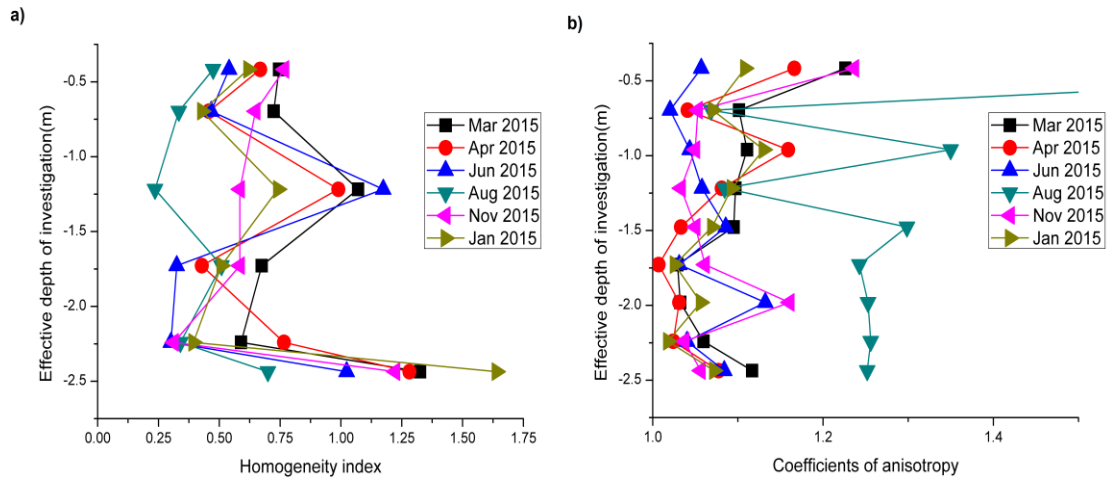 a)
-0.5
-1.0
-1.5
-2.0
-2.5
Effective depth of investigation(m)
0.00 0.25 0.50 0.75 1.00 1.25 1.50 1.75
Homogeneity index
Mar 2015
Apr 2015
Jun 2015
Aug 2015
Nov 2015
Jan 2015
b)
-0.5
-1.0
-1.5
-2.0
-2.5
Effective depth of investigation(m)
1.0 1.2 1.4
Coefficients of anisotropy
Mar 2015
Apr 2015
Jun 2015
Aug 2015
Nov 2015
Jan 2015